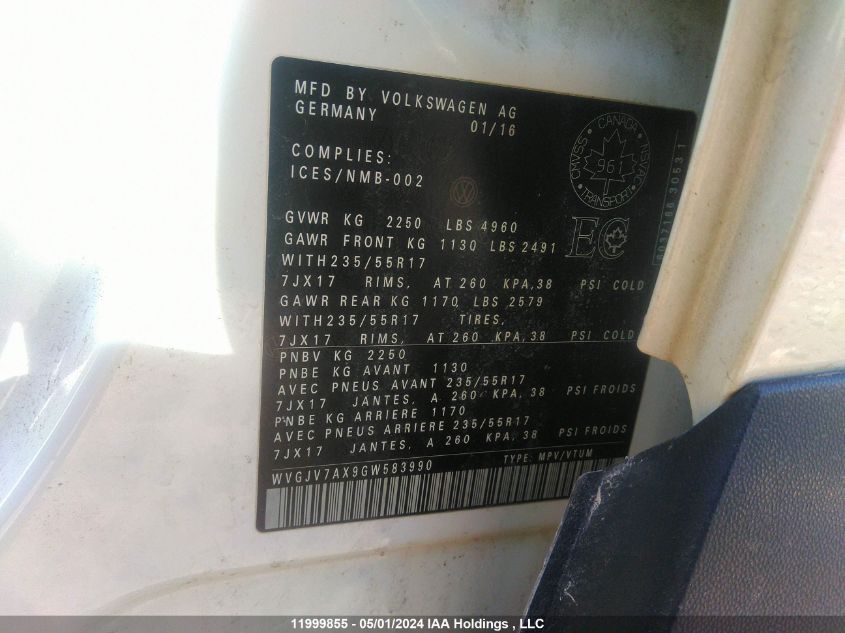 MFD BY VOLKSWAGEN AG
GERMANY 01/16
COMPLIES:
ICES/NMB-002
CANADA
CMVSS NSVAC
961
TRANSPORT
EC
GVWR KG 2250 LBS 4960
GAWR FRONT KG 1130 LBS 2491
WITH235/55R17
7JX17 RIMS, AT 260 KPA,38 PSI COLD
GAWR REAR KG 1170 LBS 2579
WITH235/55R17 TIRES,
7JX17 RIMS, AT 260 KPA,38 PSI COLD
PNBV KG 2250
PNBE KG AVANT 1130
AVEC PNEUS AVANT 235/55R17
7JX17 JANTES, A 260 KPA, 38 PSI FROIDS
PNBE KG ARRIERE 1170
AVEC PNEUS ARRIERE 235/55R17
7JX17 JANTES, A 260 KPA, 38 PSI FROIDS
WVGJV7AX9GW583990 TYPE: MPV/VTUM
11999855 - 05/01/2024 IAA Holdings , LLC